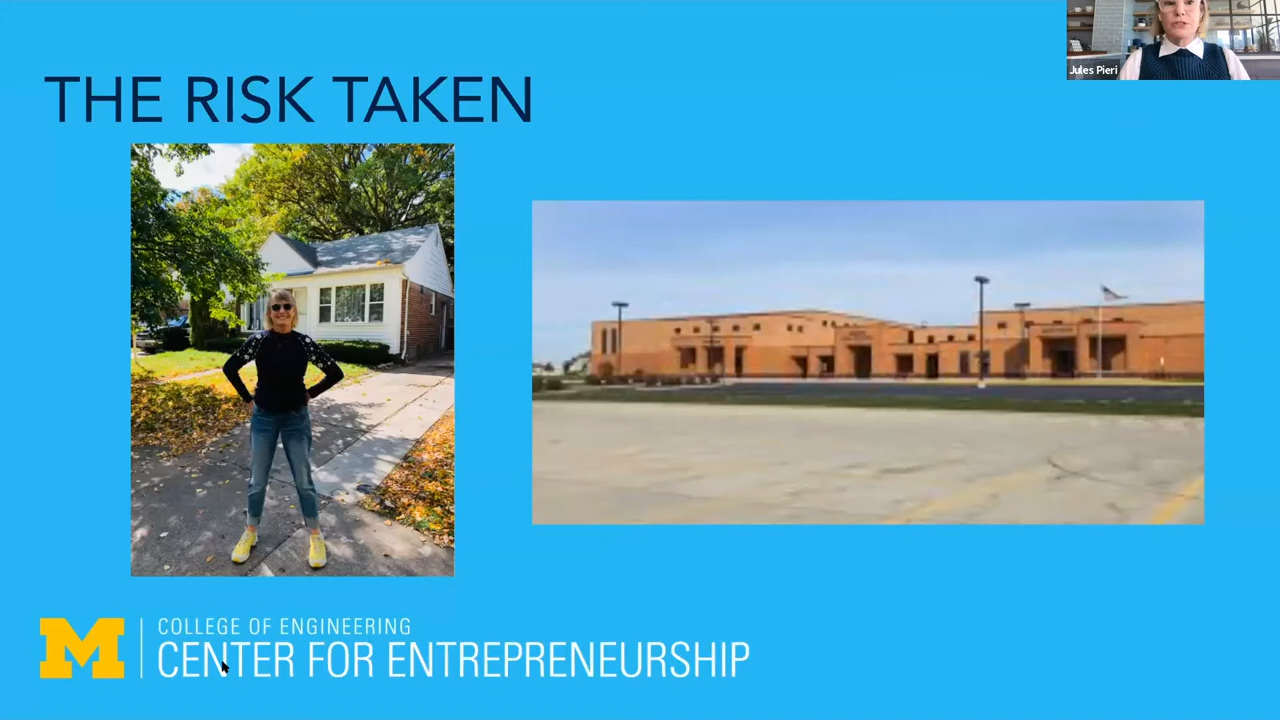 Jules Pieri
THE RISK TAKEN
M
COLLEGE OF ENGINEERING
CENTER FOR ENTREPRENEURSHIP